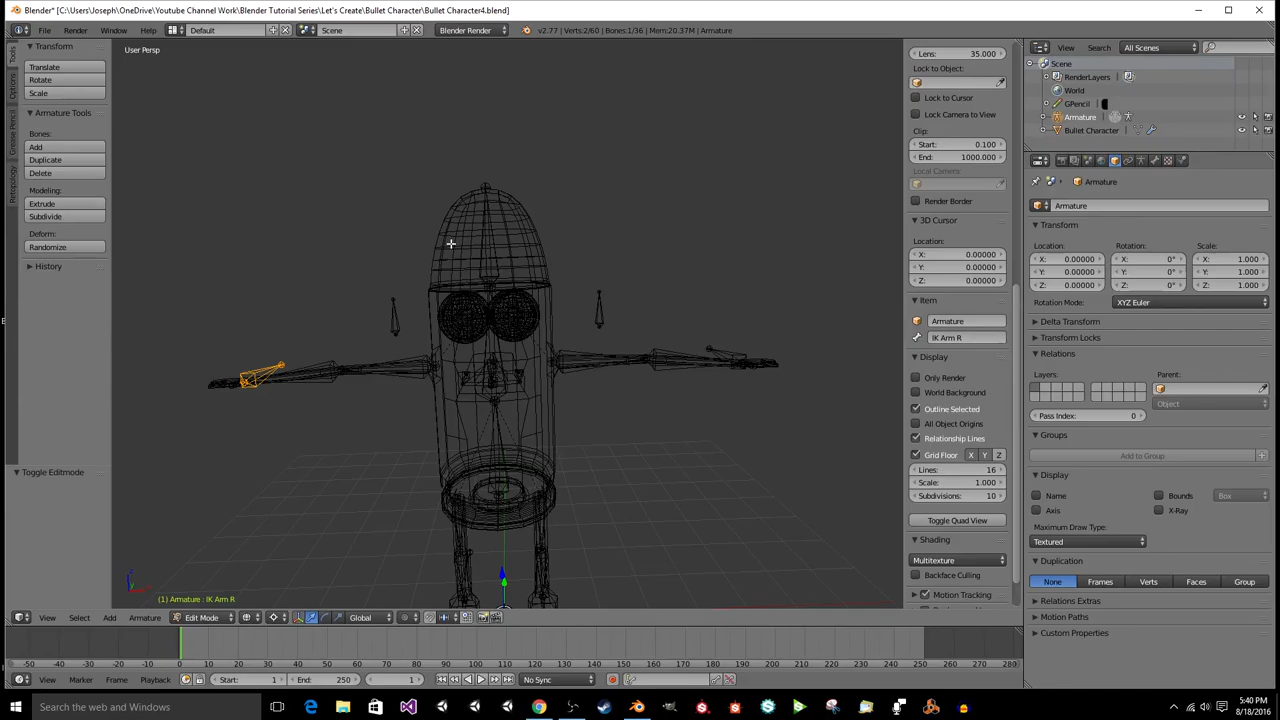 Blender* [C:\Users\Joseph\OneDrive\Youtube Channel Work\Blender Tutorial Series\Let's Create\Bullet Character\Bullet Character4.blend]
File Render Window Help Default Scene Blender Render v2.77 | Verts:2/60 | Bones:1/36 | Mem:20.37M | Armature
View Search All Scenes
Tools
Options
Grease Pencil
Retopology
Transform
Translate
Rotate
Scale
Armature Tools
Bones:
Add
Duplicate
Delete
Modeling:
Extrude
Subdivide
Deform:
Randomize
History
Toggle Editmode
User Persp
(1) Armature : IK Arm R
Lens: 35.000
Lock to Object:
Lock to Cursor
Lock Camera to View
Clip:
Start: 0.100
End: 1000.000
Local Camera:
Render Border
3D Cursor
Location:
X: 0.00000
Y: 0.00000
Z: 0.00000
Item
Armature
IK Arm R
Display
Only Render
World Background
Outline Selected
All Object Origins
Relationship Lines
Grid Floor X Y Z
Lines: 16
Scale: 1.000
Subdivisions: 10
Toggle Quad View
Shading
Multitexture
Backface Culling
Motion Tracking
Scene
RenderLayers
World
GPencil
Armature
Bullet Character
Armature
Armature
Transform
Location: Rotation: Scale:
X: 0.00000 X: 0° X: 1.000
Y: 0.00000 Y: 0° Y: 1.000
Z: 0.00000 Z: 0° Z: 1.000
Rotation Mode: XYZ Euler
Delta Transform
Transform Locks
Relations
Layers: Parent:
Object
Pass Index: 0
Groups
Add to Group
Display
Name Bounds Box
Axis X-Ray
Maximum Draw Type:
Textured
Duplication
None Frames Verts Faces Group
Relations Extras
Motion Paths
Custom Properties
View Select Add Armature Edit Mode Global
-50 -40 -30 -20 -10 0 10 20 30 40 50 60 70 80 90 100 110 120 130 140 150 160 170 180 190 200 210 220 230 240 250 260 270 280
View Marker Frame Playback Start: 1 End: 250 1 No Sync
Search the web and Windows
5:40 PM
8/18/2016